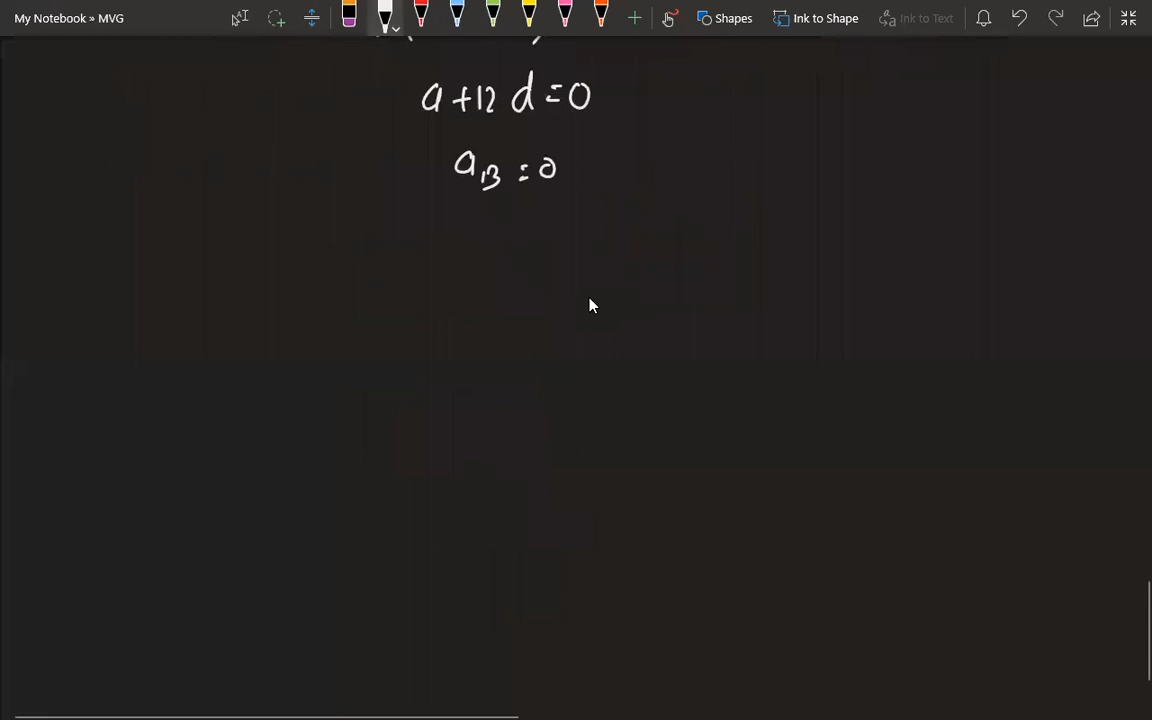 My Notebook » MVG
Shapes
Ink to Shape
Ink to Text
a + 12 d = 0
a₁₃ = 0